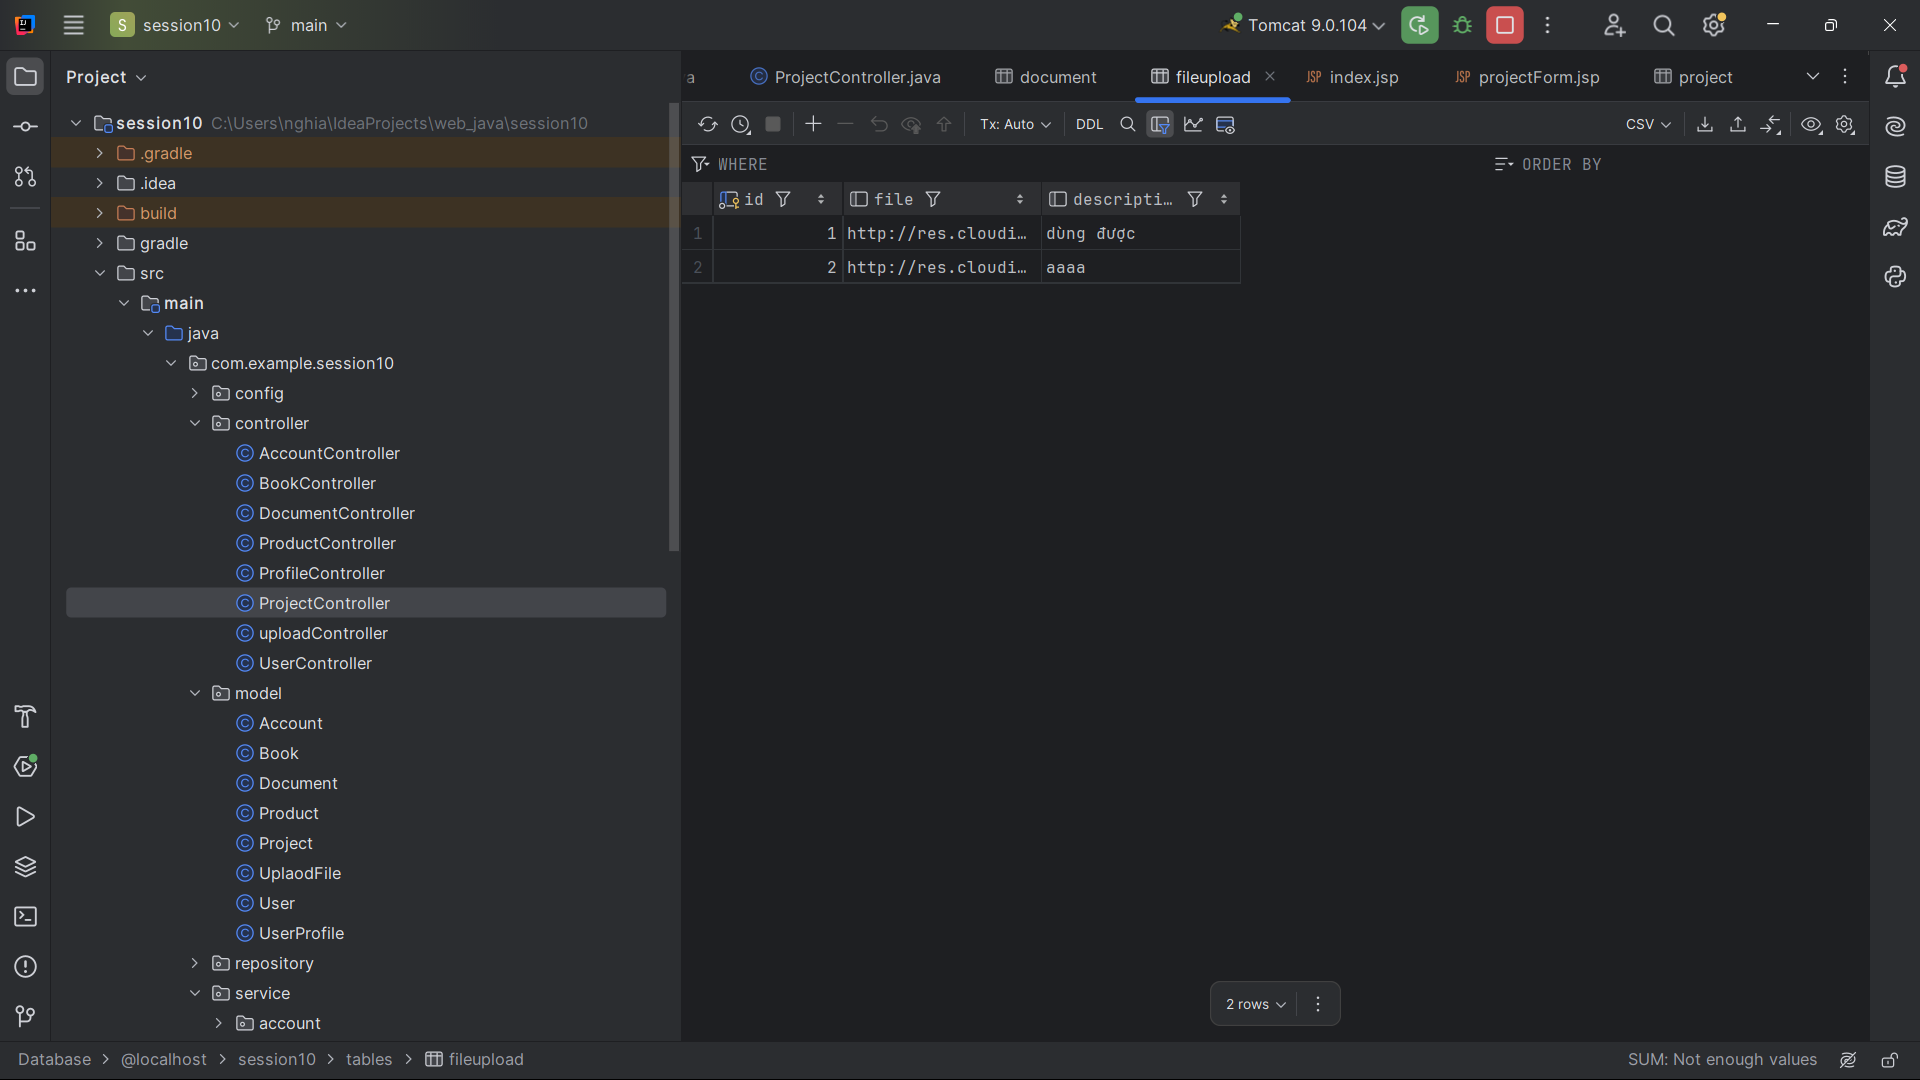 S session10 main Tomcat 9.0.104
Project
a ProjectController.java document fileupload index.jsp projectForm.jsp project
session10 C:\Users\nghia\IdeaProjects\web_java\session10
.gradle
.idea
build
gradle
src
main
java
com.example.session10
config
controller
AccountController
BookController
DocumentController
ProductController
ProfileController
ProjectController
uploadController
UserController
model
Account
Book
Document
Product
Project
UplaodFile
User
UserProfile
repository
service
account
Tx: Auto DDL CSV
WHERE ORDER BY
id file descripti…
1 1 http://res.cloudi… dùng được
2 2 http://res.cloudi… aaaa
2 rows
Database > @localhost > session10 > tables > fileupload
SUM: Not enough values